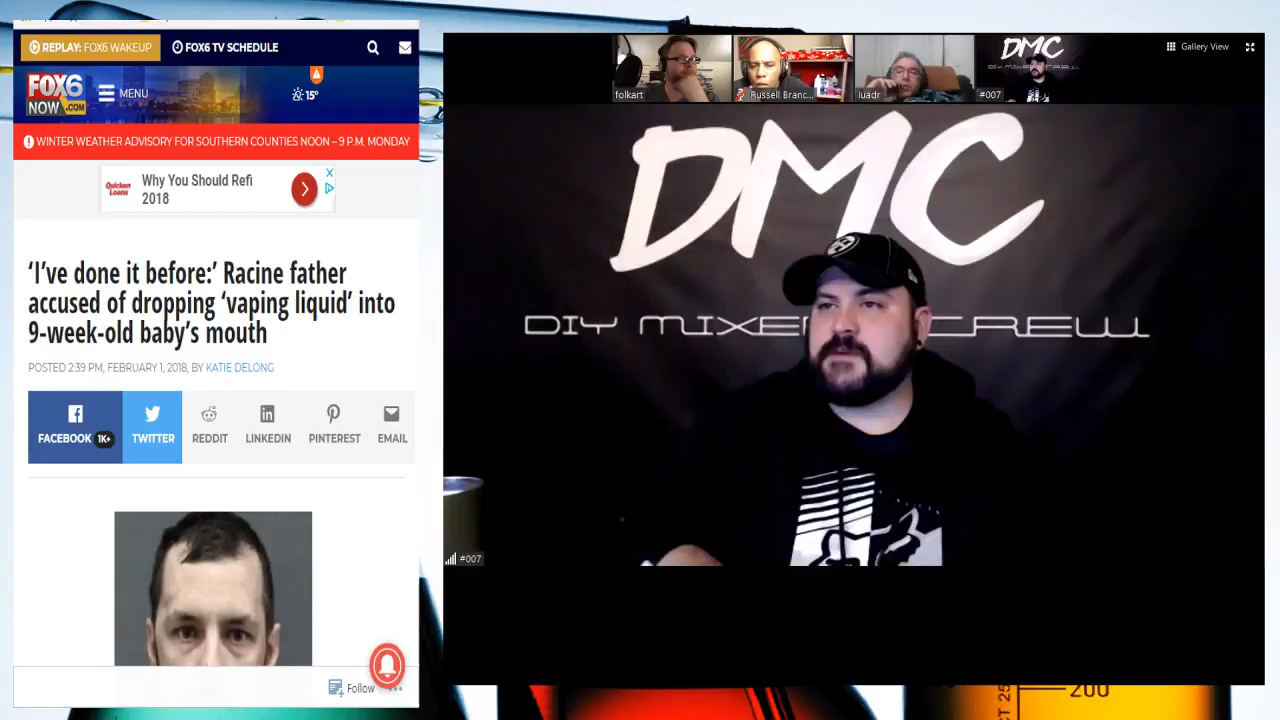 REPLAY: FOX6 WAKEUP
FOX6 TV SCHEDULE
FOX6
NOW.COM
MENU
15°
WINTER WEATHER ADVISORY FOR SOUTHERN COUNTIES NOON – 9 P.M. MONDAY
Quicken
Loans
Why You Should Refi
2018
‘I’ve done it before:’ Racine father
accused of dropping ‘vaping liquid’ into
9-week-old baby’s mouth
POSTED 2:39 PM, FEBRUARY 1, 2018, BY KATIE DELONG
FACEBOOK 1K+
TWITTER
REDDIT
LINKEDIN
PINTEREST
EMAIL
Follow
folkart
Russell Branc...
luadr
DMC
#007
Gallery View
DMC
DIY MIXER CREW
#007
200